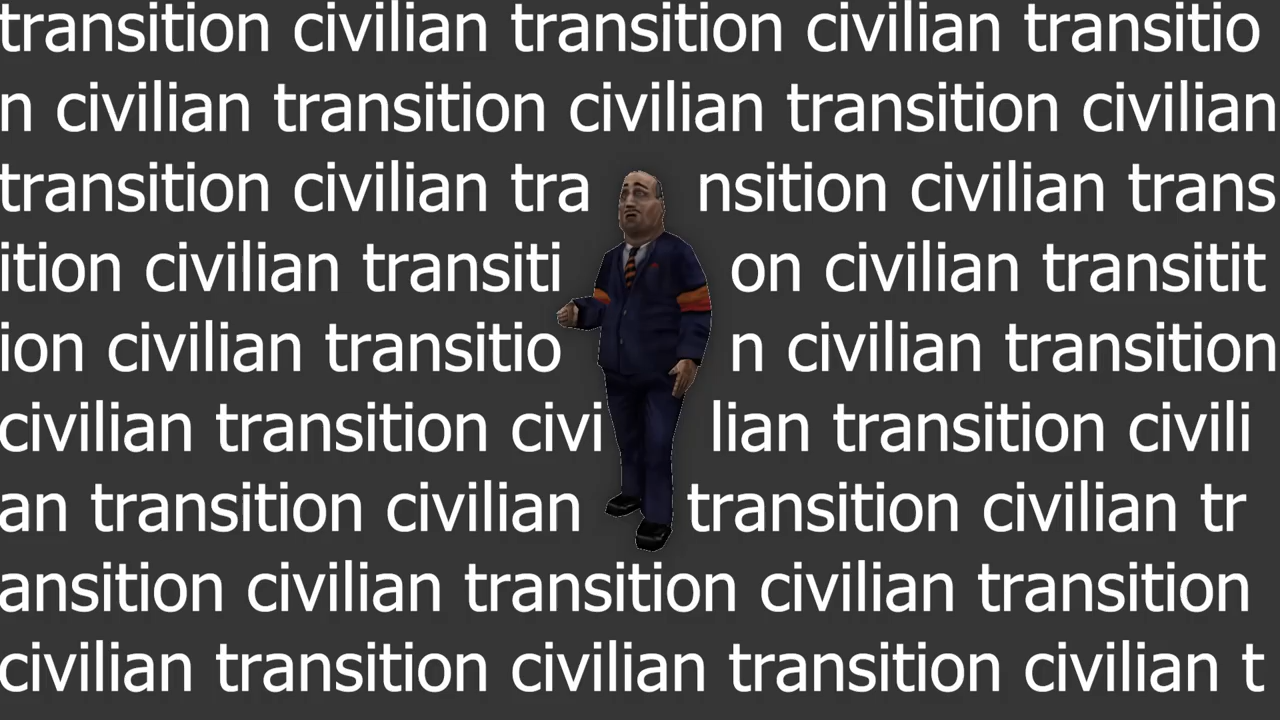 transition civilian transition civilian transitio
n civilian transition civilian transition civilian
transition civilian tra nsition civilian trans
ition civilian transiti on civilian transitit
ion civilian transitio n civilian transition
civilian transition civi lian transition civili
an transition civilian transition civilian tr
ansition civilian transition civilian transition
civilian transition civilian transition civilian t